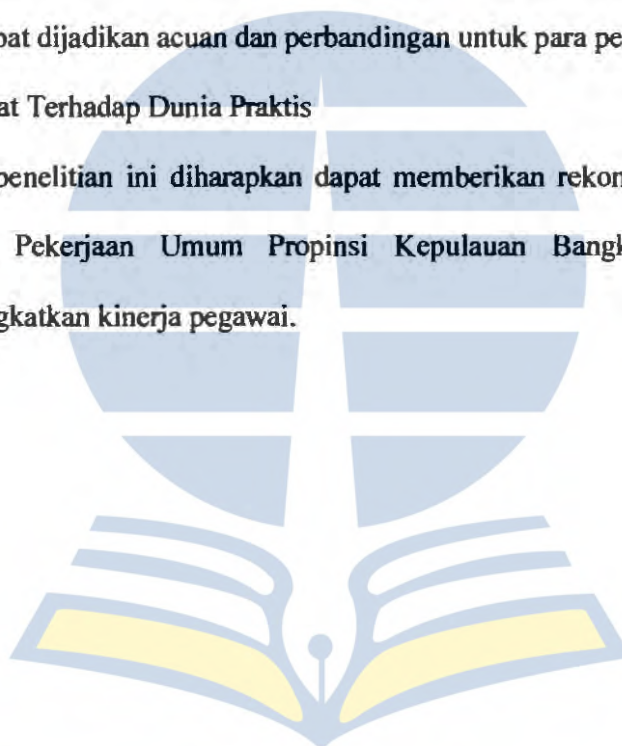 pat dijadikan acuan dan perbandingan untuk para pe
at Terhadap Dunia Praktis
penelitian ini diharapkan dapat memberikan rekon
Pekerjaan Umum Propinsi Kepulauan Bangk
gkatkan kinerja pegawai.